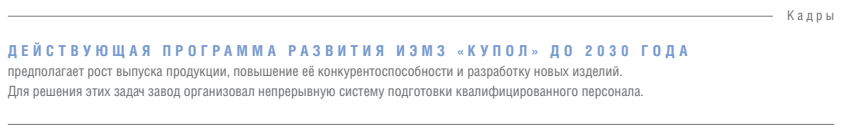 Кадры
ДЕЙСТВУЮЩАЯ ПРОГРАММА РАЗВИТИЯ ИЭМЗ «КУПОЛ» ДО 2030 ГОДА
предполагает рост выпуска продукции, повышение её конкурентоспособности и разработку новых изделий.
Для решения этих задач завод организовал непрерывную систему подготовки квалифицированного персонала.